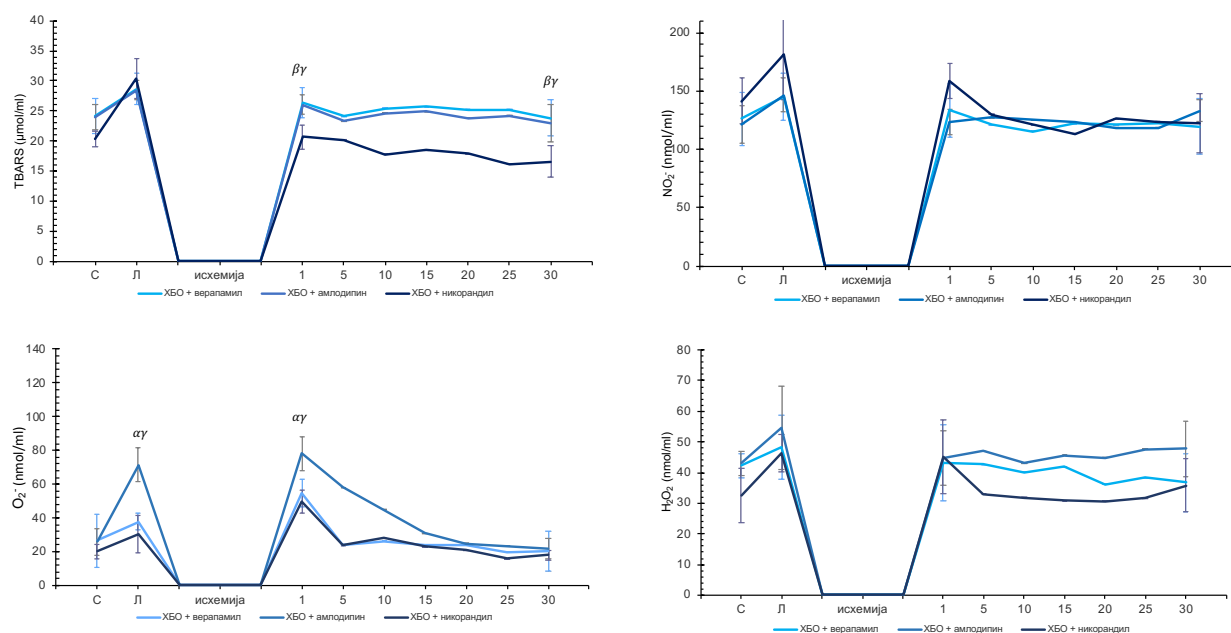 TBARS (μmol/ml)
40
35
30
25
20
15
10
5
0
βγ
βγ
С Л исхемија 1 5 10 15 20 25 30
ХБО + верапамил ХБО + амлодипин ХБО + никорандил
NO₂⁻ (nmol/ml)
200
150
100
50
0
С Л исхемија 1 5 10 15 20 25 30
ХБО + верапамил ХБО + амлодипин ХБО + никорандил
O₂⁻ (nmol/ml)
140
120
100
80
60
40
20
0
αγ
αγ
С Л исхемија 1 5 10 15 20 25 30
ХБО + верапамил ХБО + амлодипин ХБО + никорандил
H₂O₂ (nmol/ml)
80
70
60
50
40
30
20
10
0
С Л исхемија 1 5 10 15 20 25 30
ХБО + верапамил ХБО + амлодипин ХБО + никорандил